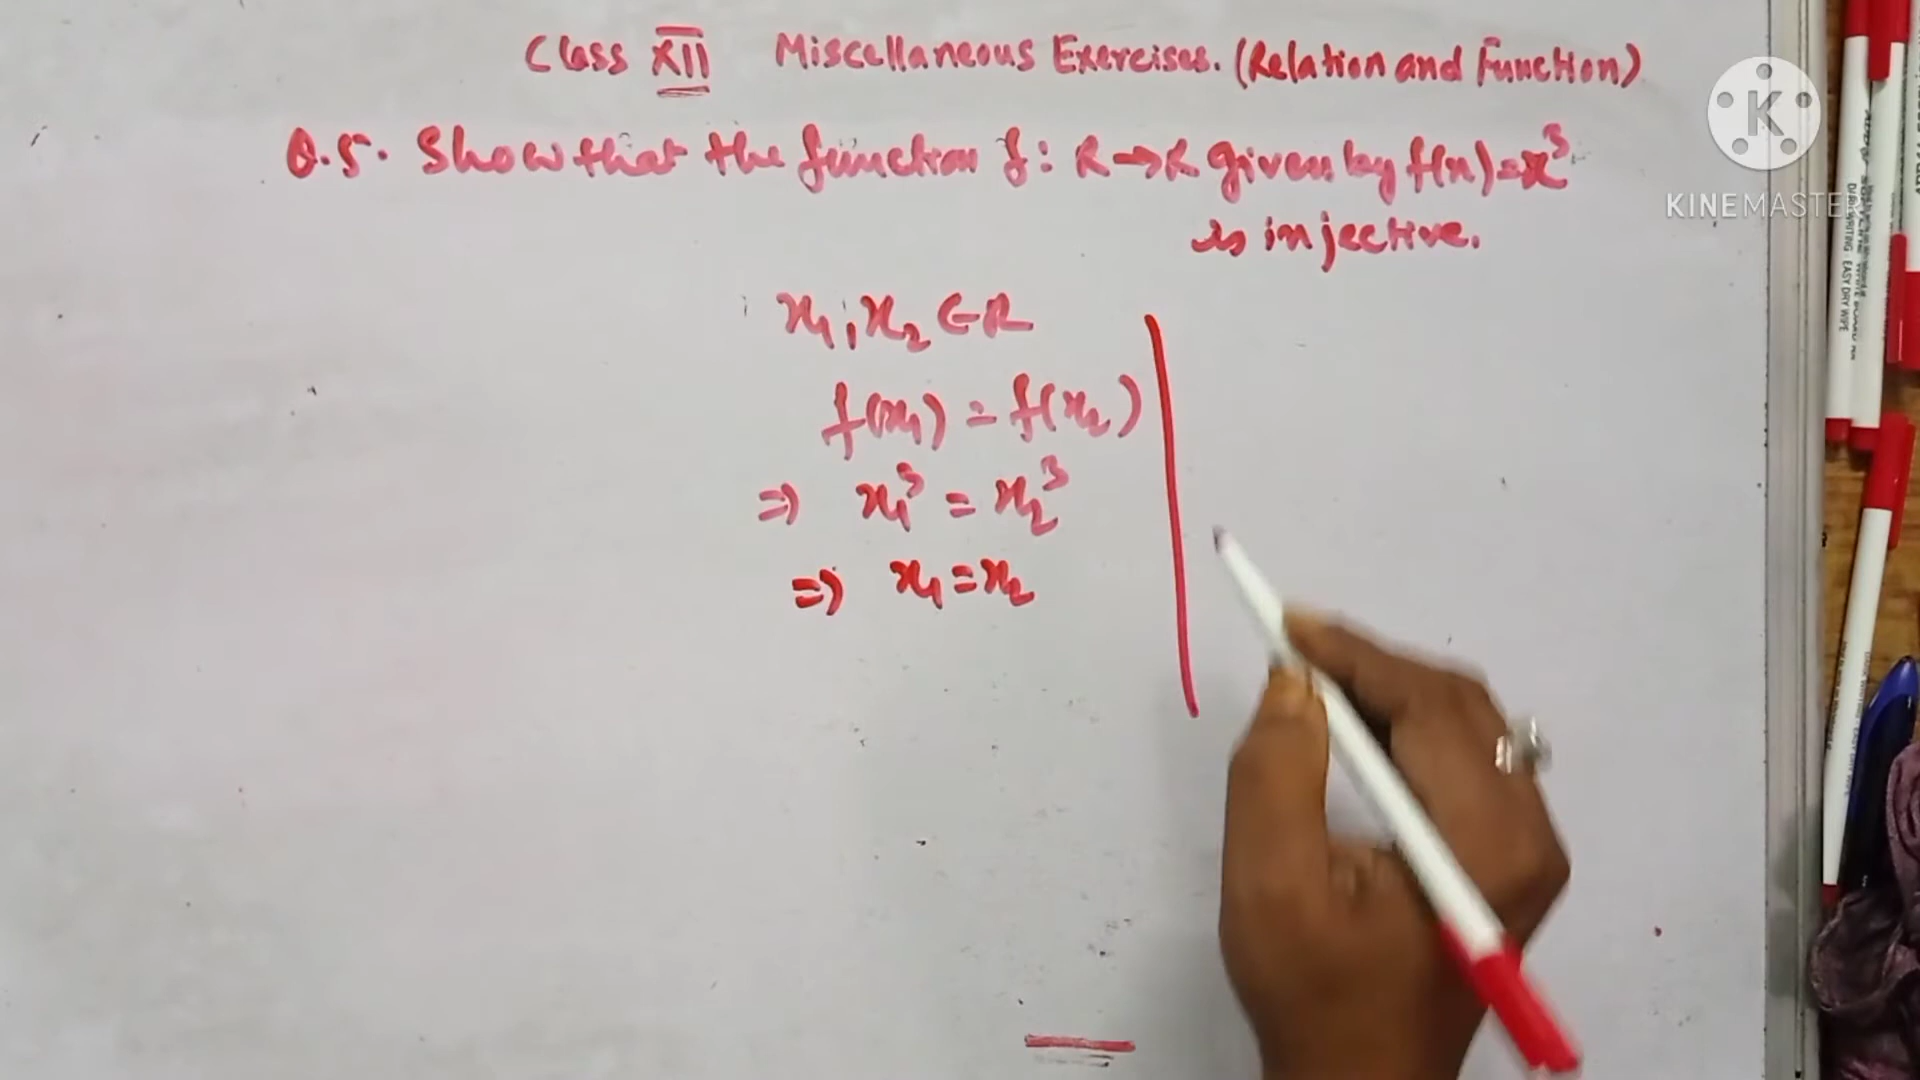 Class XII Miscellaneous Exercises. (Relation and Function)
Q.5. Show that the function f: R→R given by f(x)=x³
is injective.
x₁, x₂ ∈ R
f(x₁) = f(x₂)
⇒ x₁³ = x₂³
⇒ x₁ = x₂
K
KINEMASTER